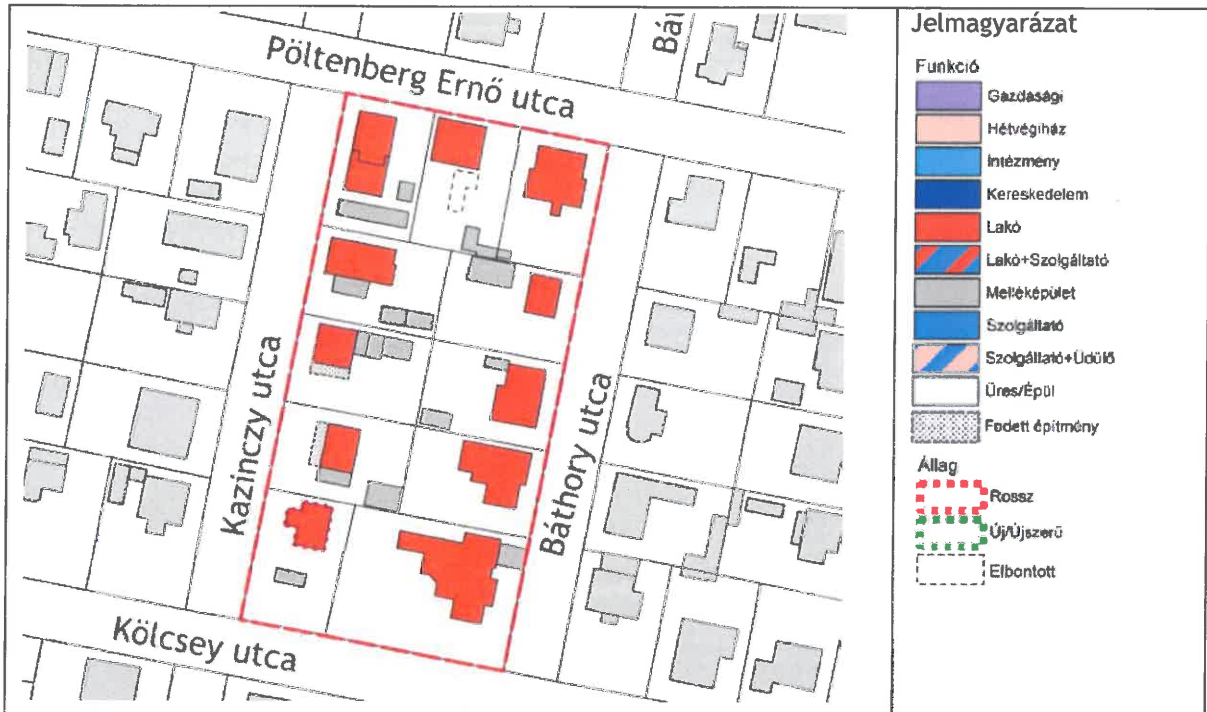 Pöltenberg Ernő utca
Bá
Kazinczy utca
Báthory utca
Kölcsey utca
Jelmagyarázat
Funkció
Gazdasági
Hétvégiház
Intézmény
Kereskedelem
Lakó
Lakó+Szolgáltató
Melléképület
Szolgáltató
Szolgáltató+Üdülő
Üres/Épül
Fedett építmény
Állag
Rossz
Új/Újszerű
Elbontott